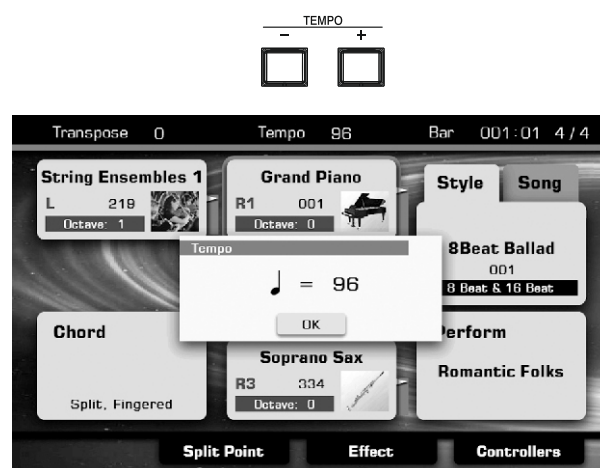 TEMPO
- +
Transpose 0 Tempo 96 Bar 001:01 4/4
String Ensembles 1
L 219
Octave: 1
Grand Piano
R1 001
Octave: 0
Style Song
8Beat Ballad
001
8 Beat & 16 Beat
Tempo
♩ = 96
OK
Chord
Split, Fingered
Soprano Sax
R3 334
Octave: 0
Perform
Romantic Folks
Split Point Effect Controllers